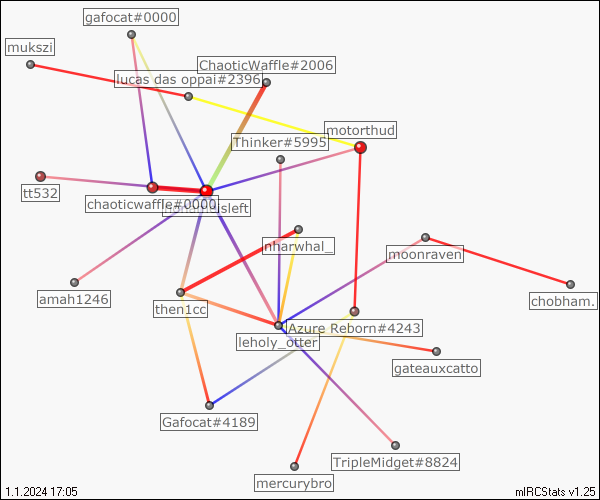 gafocat#0000
mukszi
ChaoticWaffle#2006
lucas das oppai#2396
motorthud
Thinker#5995
tt532
chaoticwaffle#0000
nharwhal_
moonraven
amah1246
chobham.
then1cc
Azure Reborn#4243
leholy_otter
gateauxcatto
Gafocat#4189
TripleMidget#8824
mercurybro
1.1.2024 17:05
mIRCStats v1.25